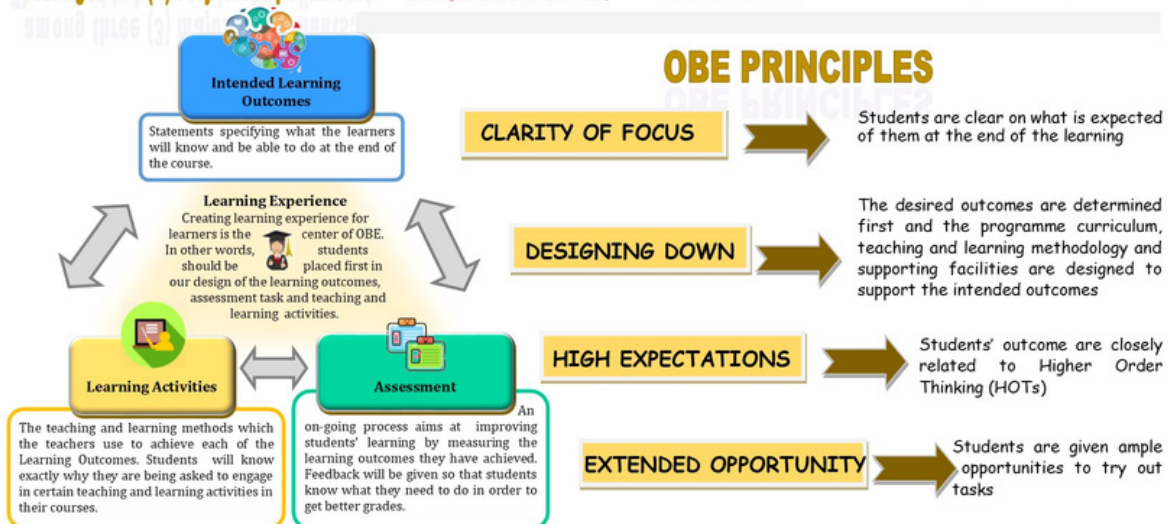 among three (3)
Intended Learning
Outcomes
Statements specifying what the learners
will know and be able to do at the end of
the course.
Learning Experience
Creating learning experience for
learners is the center of OBE.
In other words, students
should be placed first in
our design of the learning outcomes,
assessment task and teaching and
learning activities.
Learning Activities
The teaching and learning methods which
the teachers use to achieve each of the
Learning Outcomes. Students will know
exactly why they are being asked to engage
in certain teaching and learning activities in
their courses.
Assessment
An
on-going process aims at improving
students' learning by measuring the
learning outcomes they have achieved.
Feedback will be given so that students
know what they need to do in order to
get better grades.
OBE PRINCIPLES
CLARITY OF FOCUS
Students are clear on what is expected
of them at the end of the learning
DESIGNING DOWN
The desired outcomes are determined
first and the programme curriculum,
teaching and learning methodology and
supporting facilities are designed to
support the intended outcomes
HIGH EXPECTATIONS
Students' outcome are closely
related to Higher Order
Thinking (HOTs)
EXTENDED OPPORTUNITY
Students are given ample
opportunities to try out
tasks